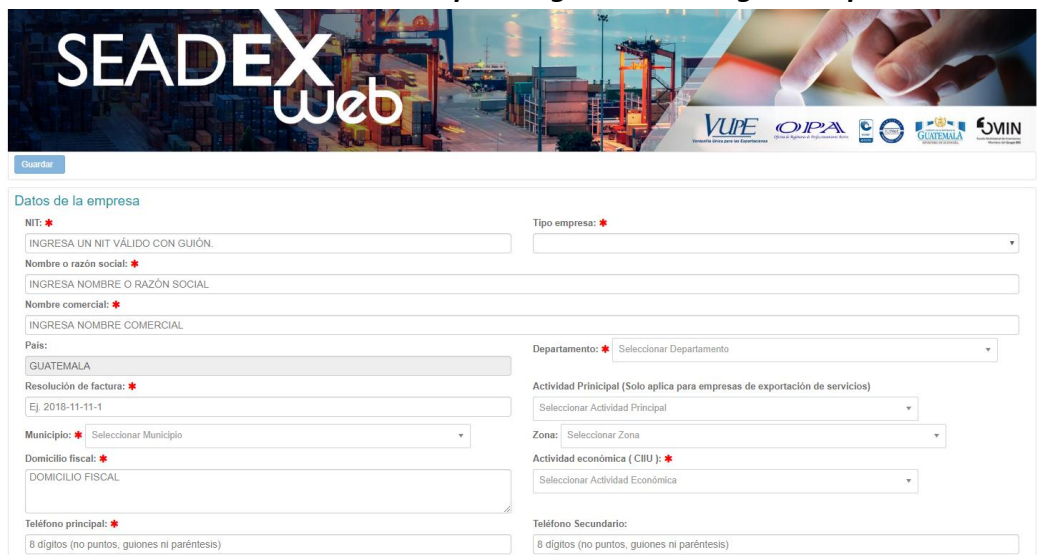 SEADEX
web
VUPE
OPA
GUATEMALA
OMIN
Guardar
Datos de la empresa
NIT: *
Tipo empresa: *
INGRESA UN NIT VÁLIDO CON GUIÓN.
Nombre o razón social: *
INGRESA NOMBRE O RAZÓN SOCIAL
Nombre comercial: *
INGRESA NOMBRE COMERCIAL
País:
Departamento: * Seleccionar Departamento
GUATEMALA
Resolución de factura: *
Actividad Prinicipal (Solo aplica para empresas de exportación de servicios)
Ej. 2018-11-11-1
Seleccionar Actividad Principal
Municipio: * Seleccionar Municipio
Zona: Seleccionar Zona
Domicilio fiscal: *
Actividad económica ( CIIU ): *
DOMICILIO FISCAL
Seleccionar Actividad Económica
Teléfono principal: *
Teléfono Secundario:
8 dígitos (no puntos, guiones ni paréntesis)
8 dígitos (no puntos, guiones ni paréntesis)